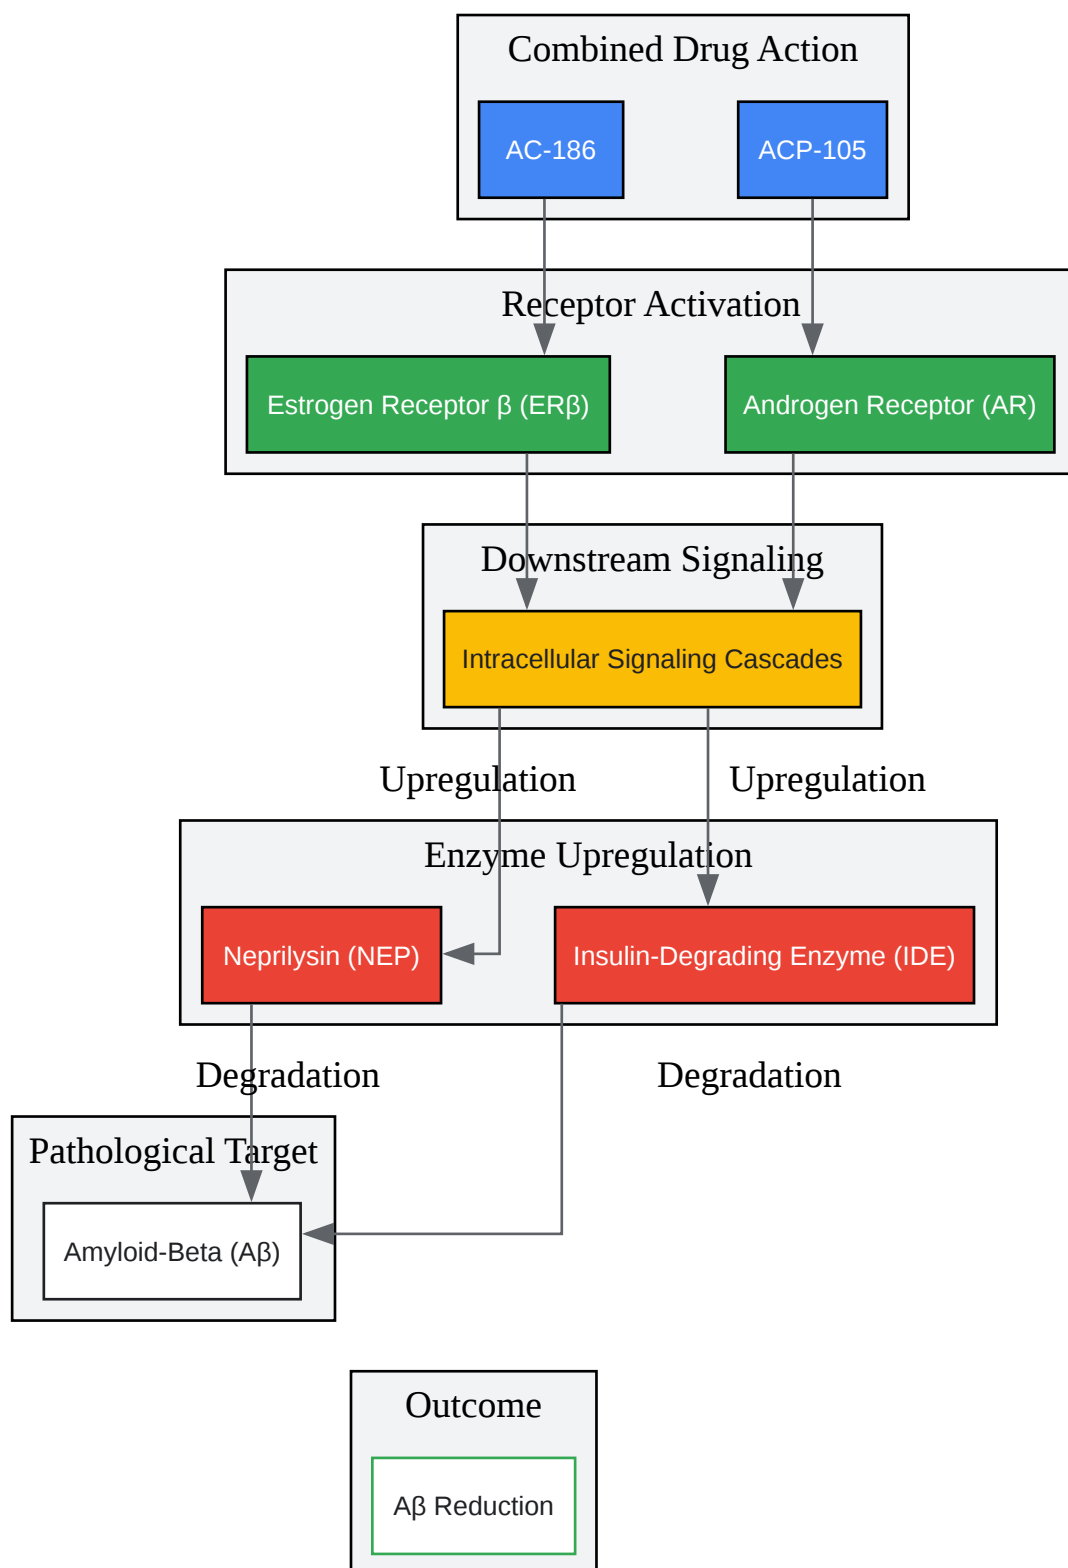 Combined Drug Action
AC-186
ACP-105
Receptor Activation
Estrogen Receptor β (ERβ)
Androgen Receptor (AR)
Downstream Signaling
Intracellular Signaling Cascades
Upregulation
Upregulation
Enzyme Upregulation
Neprilysin (NEP)
Insulin-Degrading Enzyme (IDE)
Degradation
Degradation
Pathological Target
Amyloid-Beta (Aβ)
Outcome
Aβ Reduction